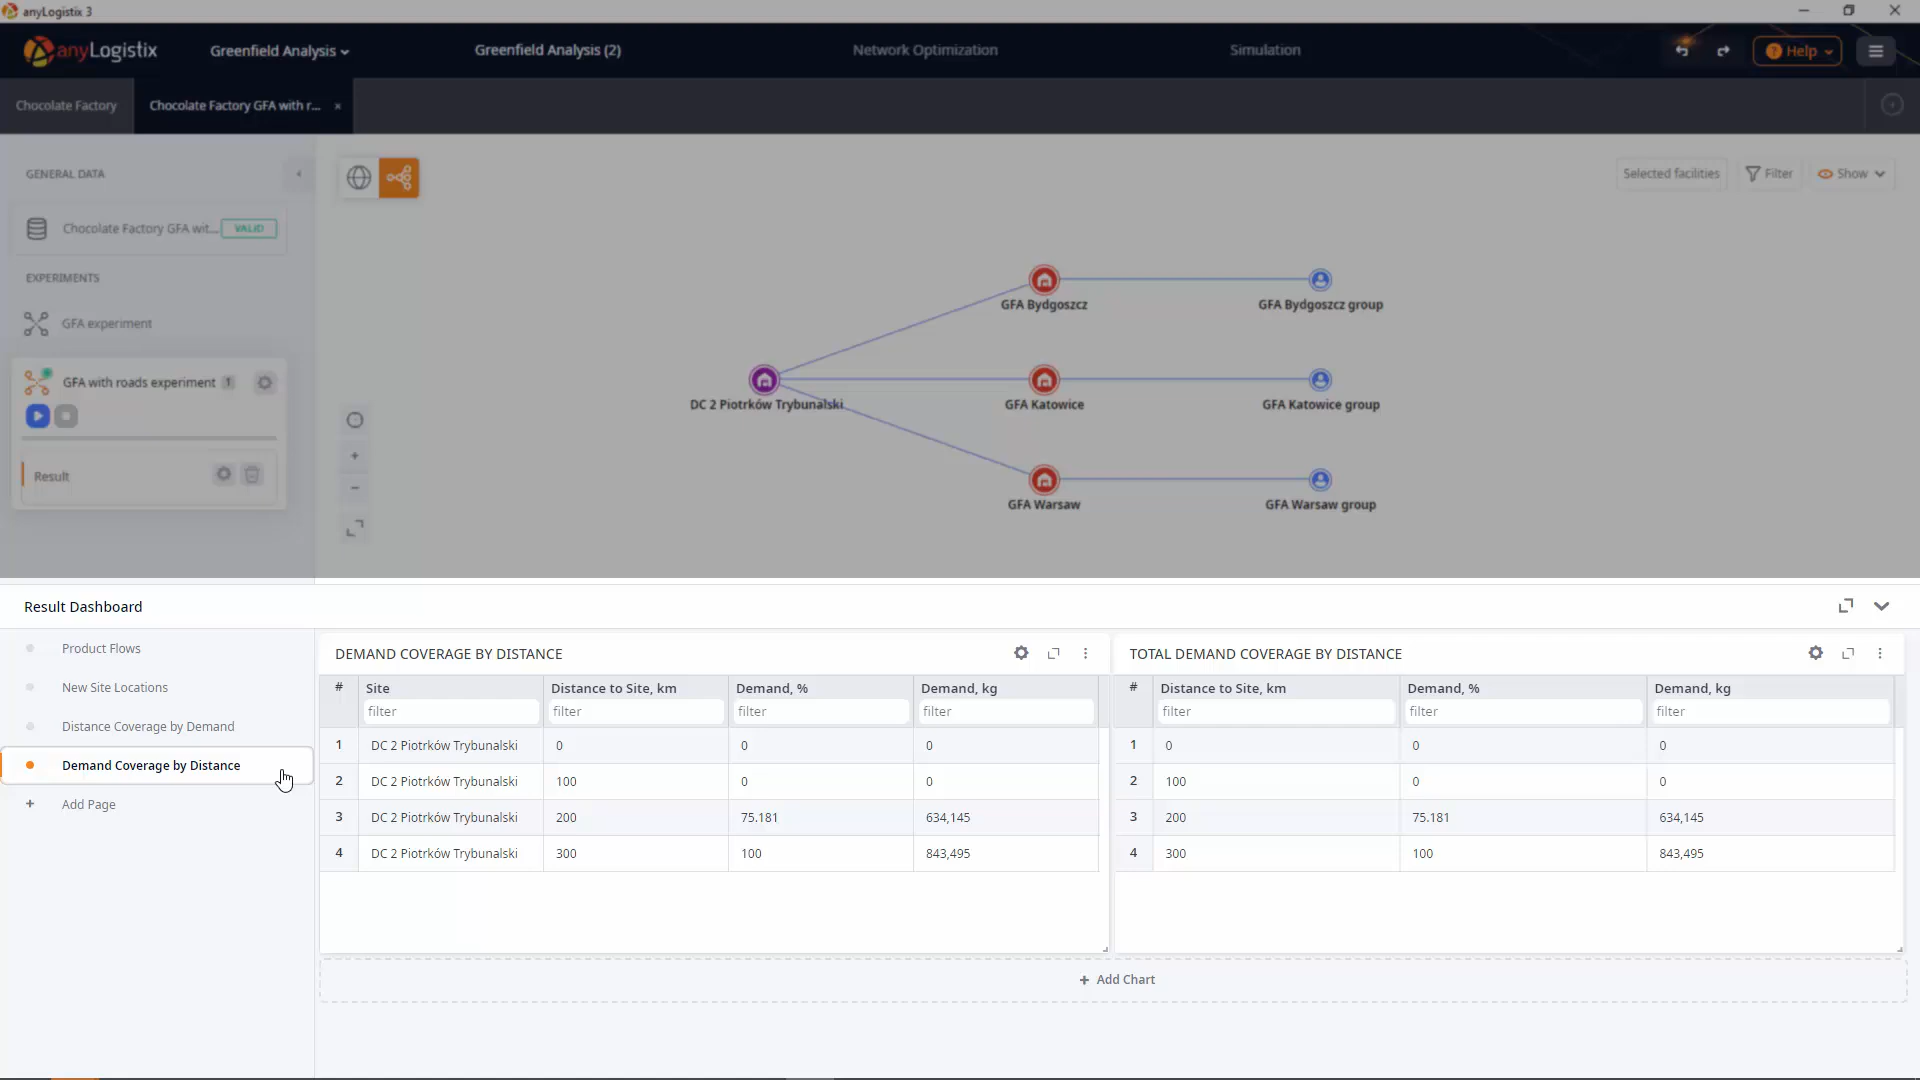 anyLogistix 3
anyLogistix
Greenfield Analysis
Greenfield Analysis (2)
Network Optimization
Simulation
? Help
Chocolate Factory
Chocolate Factory GFA with r... ×
GENERAL DATA
Chocolate Factory GFA wit... VALID
EXPERIMENTS
GFA experiment
GFA with roads experiment 1
Result
Selected facilities
Filter
Show
GFA Bydgoszcz
GFA Bydgoszcz group
DC 2 Piotrków Trybunalski
GFA Katowice
GFA Katowice group
GFA Warsaw
GFA Warsaw group
Result Dashboard
Product Flows
New Site Locations
Distance Coverage by Demand
Demand Coverage by Distance
+ Add Page
DEMAND COVERAGE BY DISTANCE
# Site Distance to Site, km Demand, % Demand, kg
filter filter filter filter
1 DC 2 Piotrków Trybunalski 0 0 0
2 DC 2 Piotrków Trybunalski 100 0 0
3 DC 2 Piotrków Trybunalski 200 75.181 634,145
4 DC 2 Piotrków Trybunalski 300 100 843,495
TOTAL DEMAND COVERAGE BY DISTANCE
# Distance to Site, km Demand, % Demand, kg
filter filter filter
1 0 0 0
2 100 0 0
3 200 75.181 634,145
4 300 100 843,495
+ Add Chart